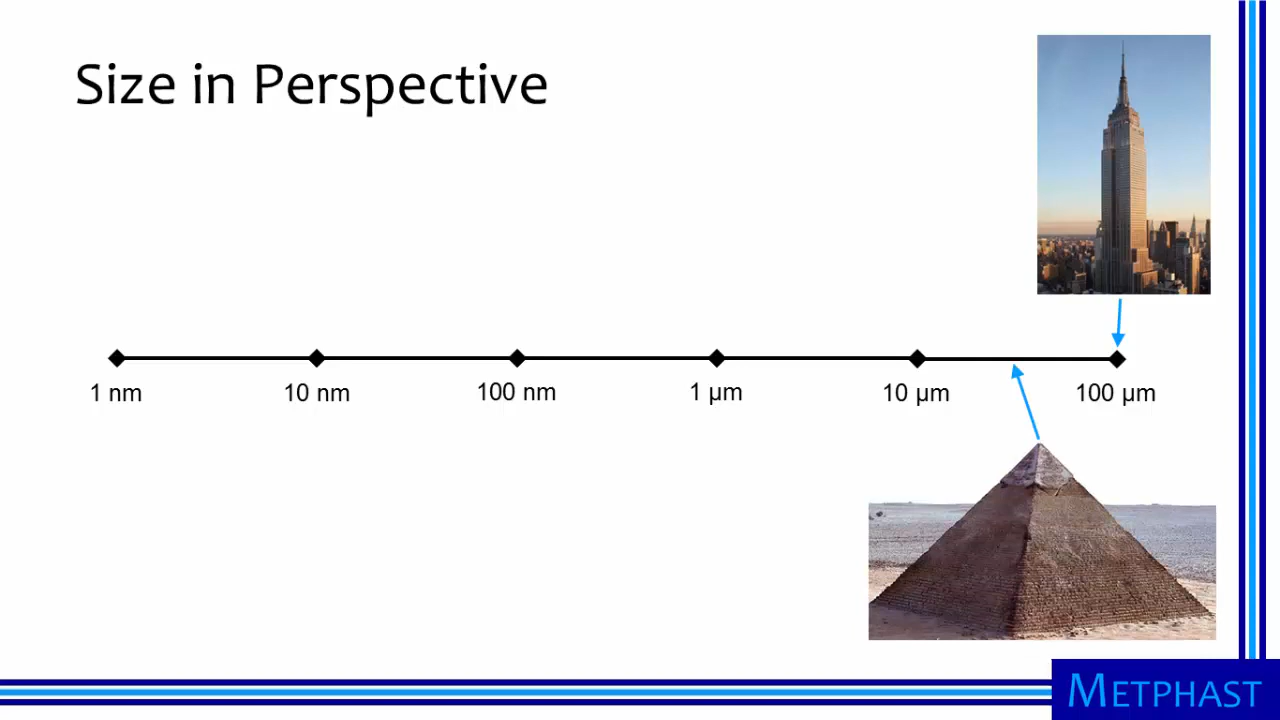 Size in Perspective
1 nm
10 nm
100 nm
1 µm
10 µm
100 µm
METPHAST